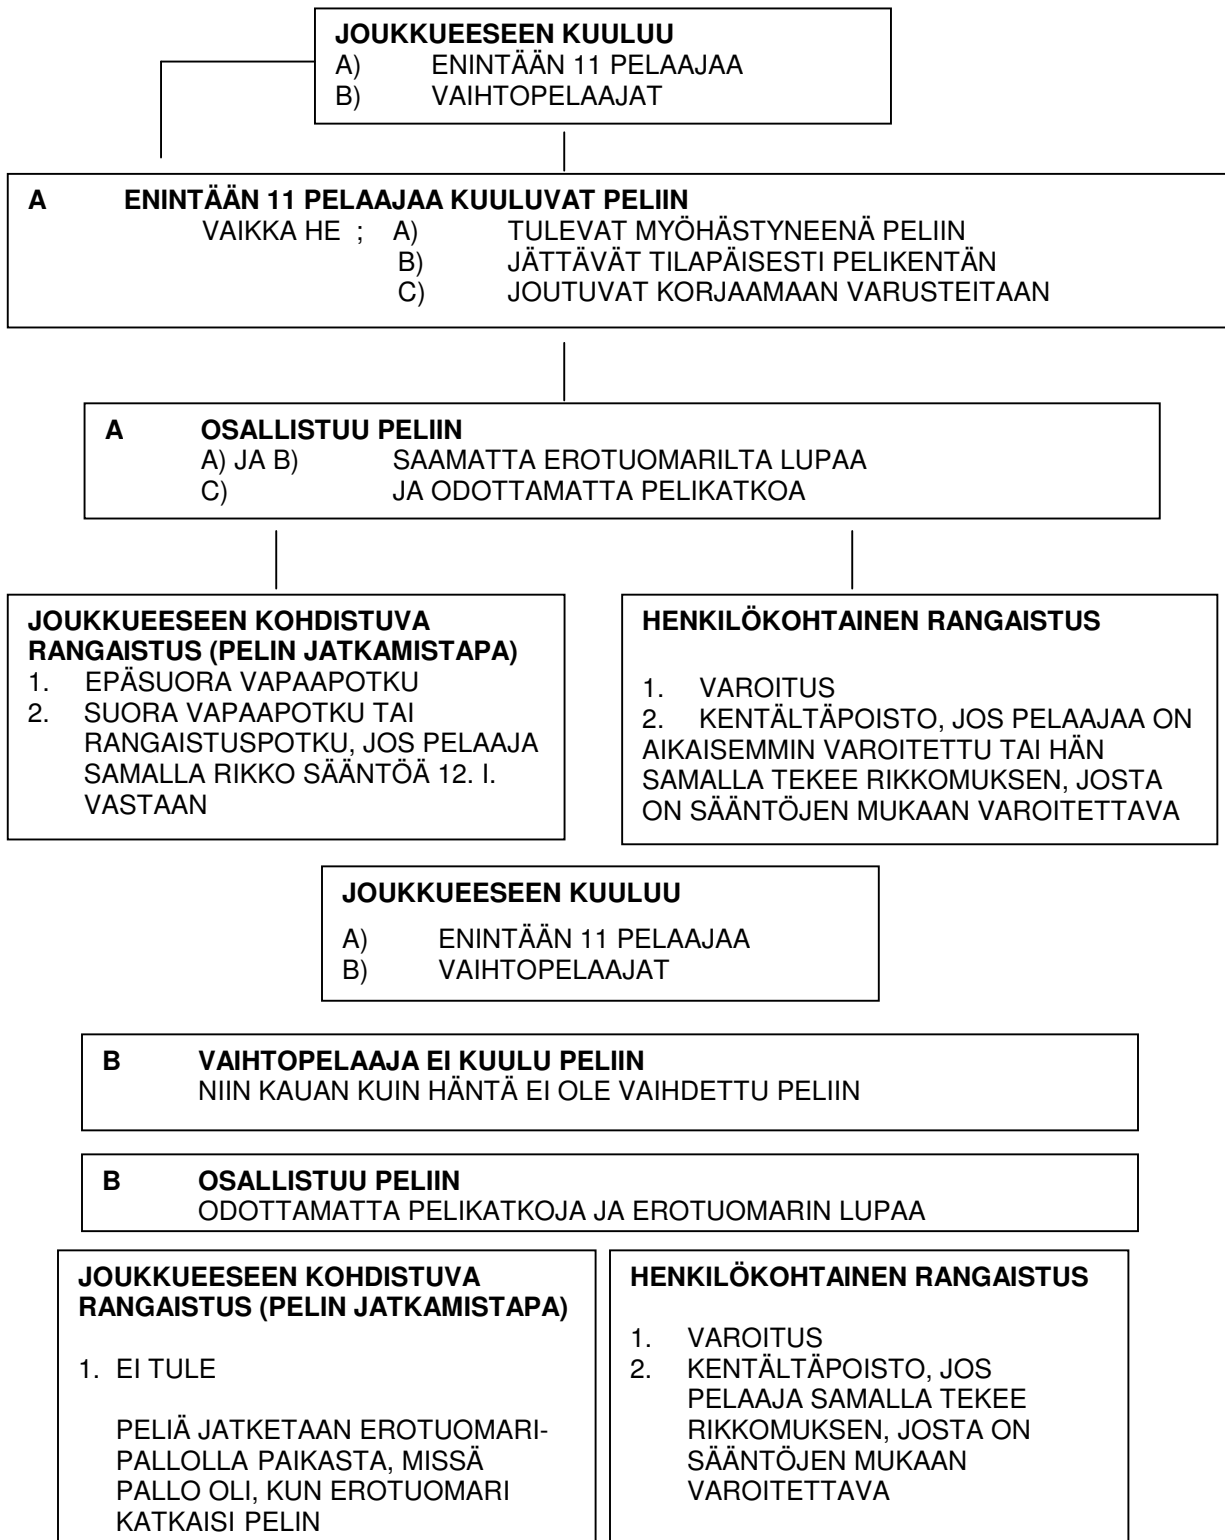 JOUKKUEESEEN KUULUU
A) ENINTÄÄN 11 PELAAJAA
B) VAIHTOPELAAJAT
A ENINTÄÄN 11 PELAAJAA KUULUVAT PELIIN
VAIKKA HE ; A) TULEVAT MYÖHÄSTYNEENÄ PELIIN
B) JÄTTÄVÄT TILAPÄISESTI PELIKENTÄN
C) JOUTUVAT KORJAAMAAN VARUSTEITAAN
A OSALLISTUU PELIIN
A) JA B) SAAMATTA EROTUOMARILTA LUPAA
C) JA ODOTTAMATTA PELIKATKOA
JOUKKUEESEEN KOHDISTUVA
RANGAISTUS (PELIN JATKAMISTAPA)
1. EPÄSUORA VAPAAPOTKU
2. SUORA VAPAAPOTKU TAI
RANGAISTUSPOTKU, JOS PELAAJA
SAMALLA RIKKO SÄÄNTÖÄ 12. I.
VASTAAN
HENKILÖKOHTAINEN RANGAISTUS
1. VAROITUS
2. KENTÄLTÄPOISTO, JOS PELAAJAA ON
AIKAISEMMIN VAROITETTU TAI HÄN
SAMALLA TEKEE RIKKOMUKSEN, JOSTA
ON SÄÄNTÖJEN MUKAAN VAROITETTAVA
JOUKKUEESEEN KUULUU
A) ENINTÄÄN 11 PELAAJAA
B) VAIHTOPELAAJAT
B VAIHTOPELAAJA EI KUULU PELIIN
NIIN KAUAN KUIN HÄNTÄ EI OLE VAIHDETTU PELIIN
B OSALLISTUU PELIIN
ODOTTAMATTA PELIKATKOJA JA EROTUOMARIN LUPAA
JOUKKUEESEEN KOHDISTUVA
RANGAISTUS (PELIN JATKAMISTAPA)
1. EI TULE
PELIÄ JATKETAAN EROTUOMARI-
PALLOLLA PAIKASTA, MISSÄ
PALLO OLI, KUN EROTUOMARI
KATKAISI PELIN
HENKILÖKOHTAINEN RANGAISTUS
1. VAROITUS
2. KENTÄLTÄPOISTO, JOS
PELAAJA SAMALLA TEKEE
RIKKOMUKSEN, JOSTA ON
SÄÄNTÖJEN MUKAAN
VAROITETTAVA